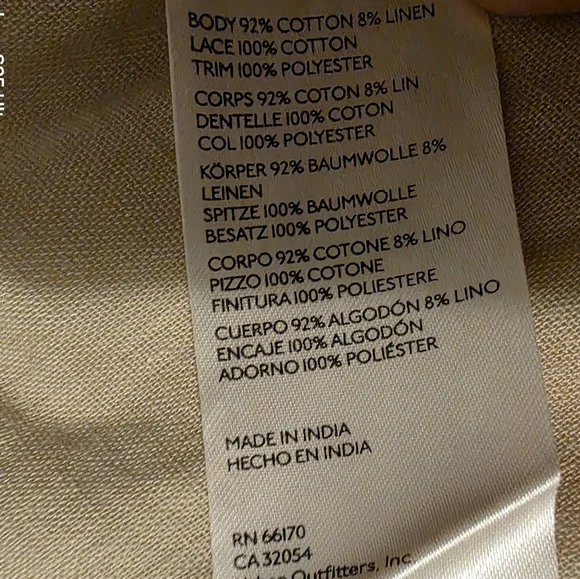 BODY 92% COTTON 8% LINEN
LACE 100% COTTON
TRIM 100% POLYESTER
CORPS 92% COTON 8% LIN
DENTELLE 100% COTON
COL 100% POLYESTER
KÖRPER 92% BAUMWOLLE 8%
LEINEN
SPITZE 100% BAUMWOLLE
BESATZ 100% POLYESTER
CORPO 92% COTONE 8% LINO
PIZZO 100% COTONE
FINITURA 100% POLIESTERE
CUERPO 92% ALGODÓN 8% LINO
ENCAJE 100% ALGODÓN
ADORNO 100% POLIÉSTER
MADE IN INDIA
HECHO EN INDIA
RN 66170
CA 32054
Outfitters, Inc.